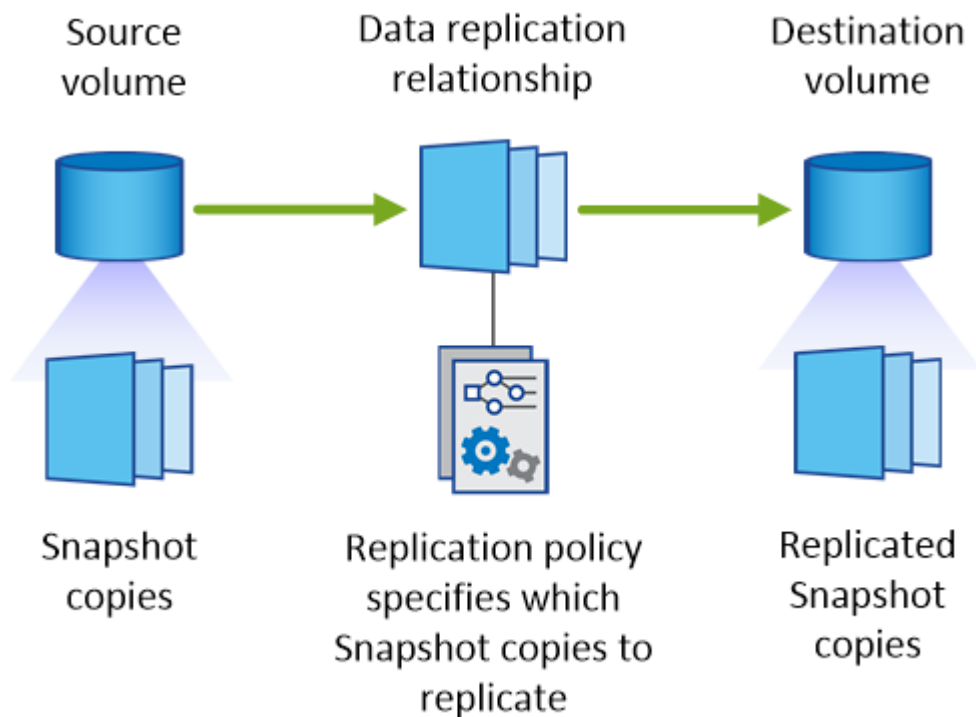 Source
volume
Data replication
relationship
Destination
volume
Snapshot
copies
Replication policy
specifies which
Snapshot copies to
replicate
Replicated
Snapshot
copies